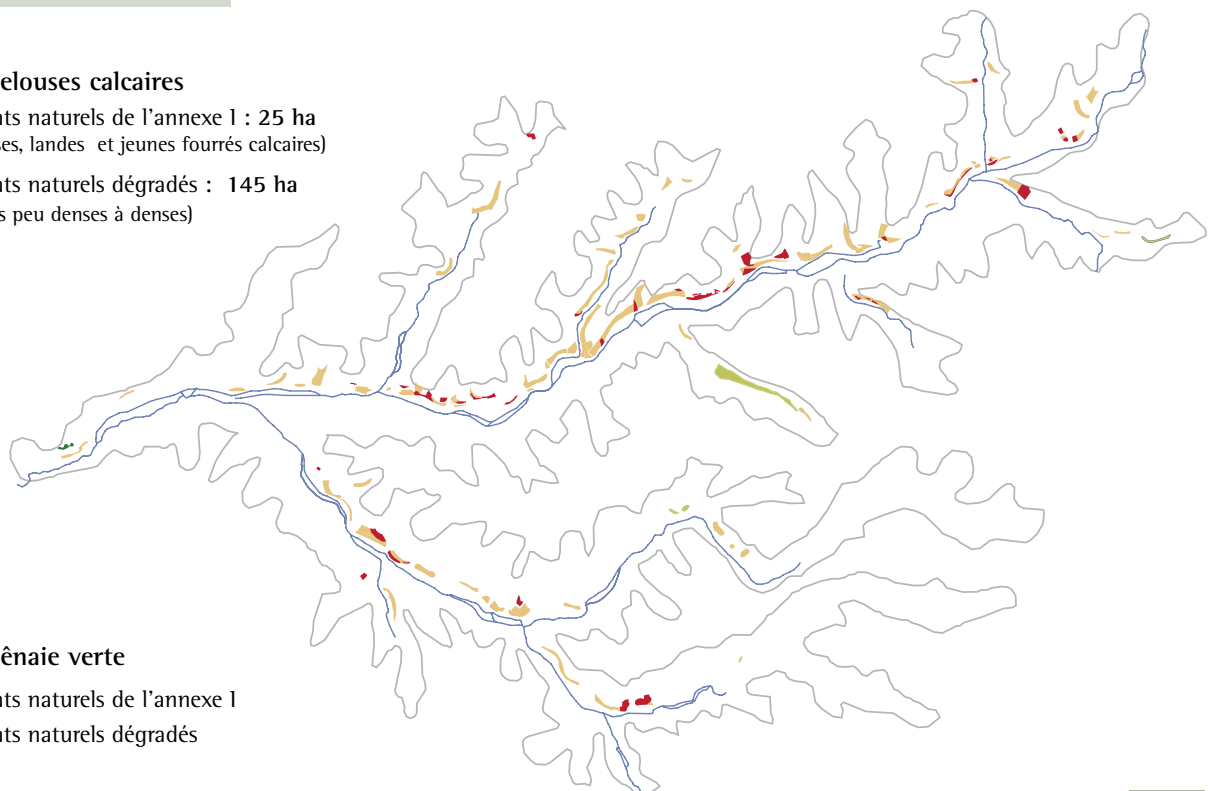 elouses calcaires
nts naturels de l'annexe I : 25 ha
ses, landes et jeunes fourrés calcaires)
nts naturels dégradés : 145 ha
s peu denses à denses)
ênaie verte
nts naturels de l'annexe I
nts naturels dégradés